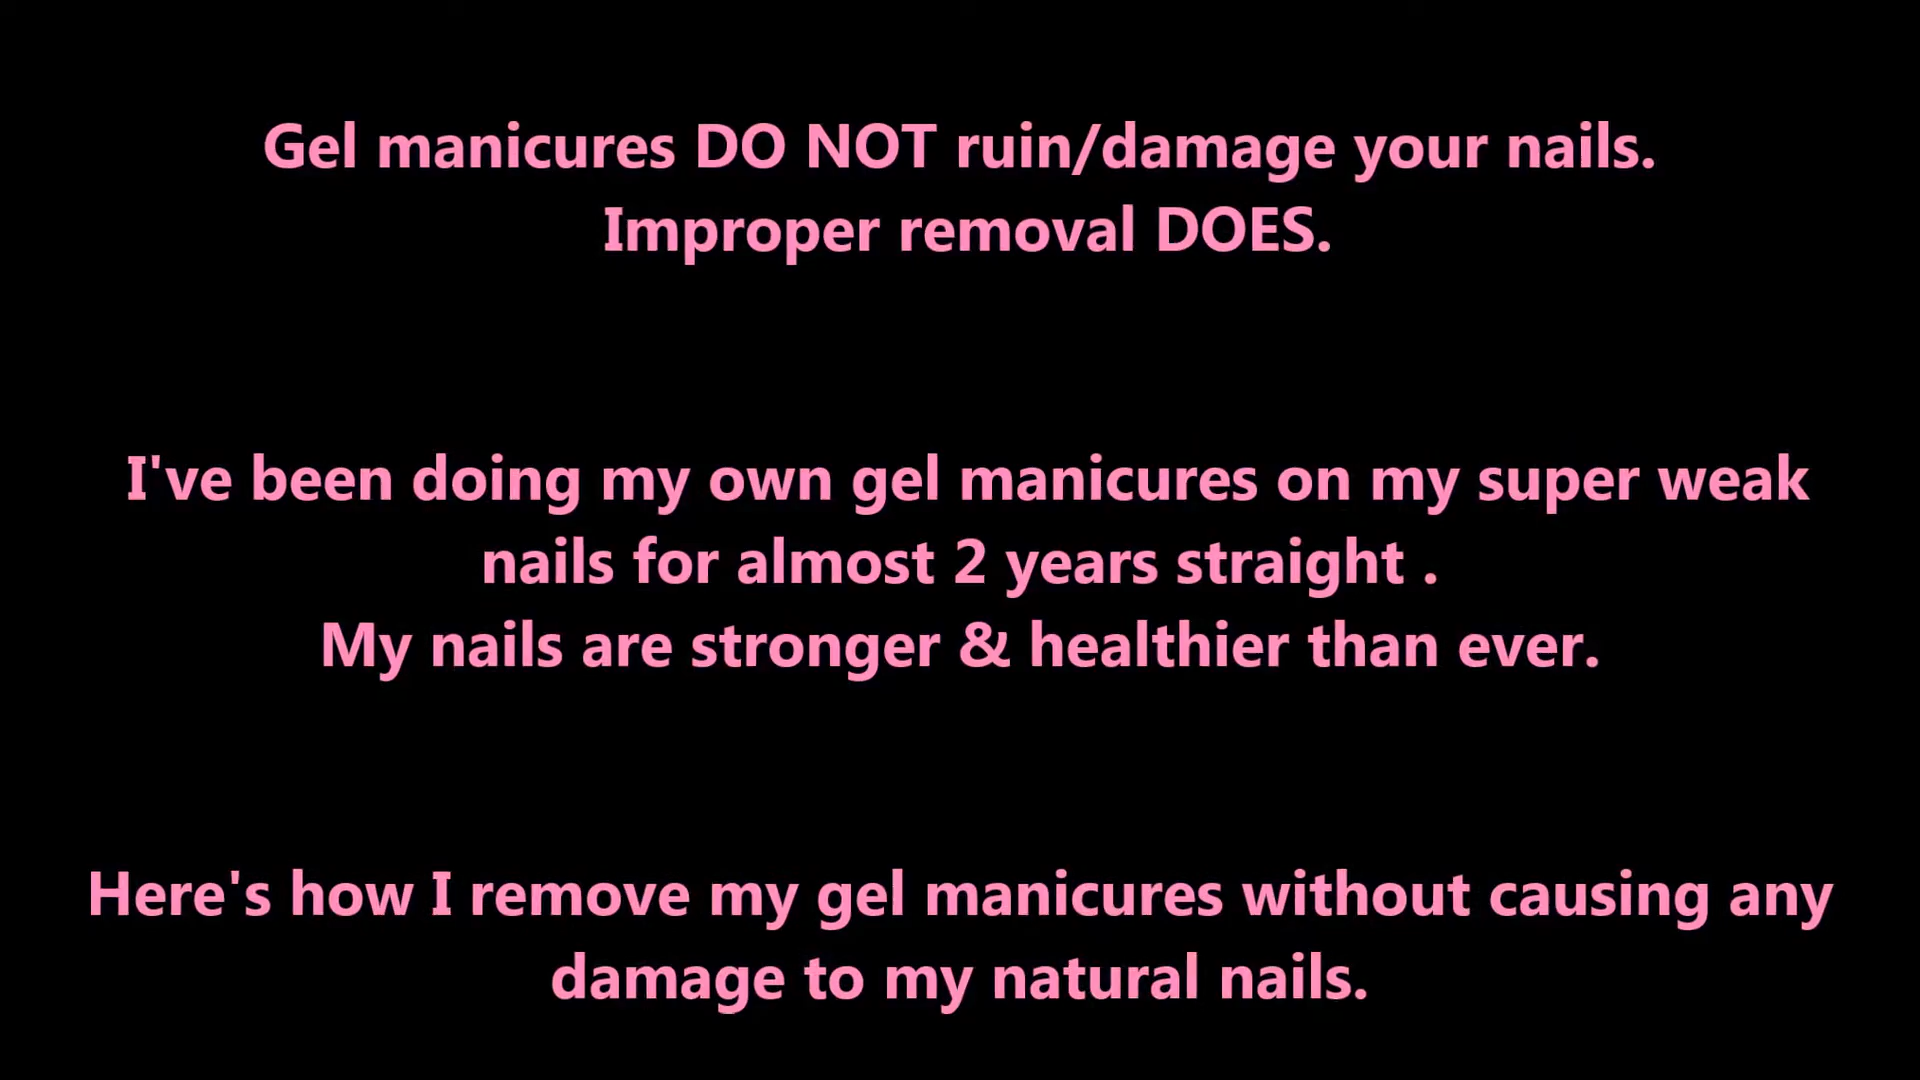 Gel manicures DO NOT ruin/damage your nails.
Improper removal DOES.
I've been doing my own gel manicures on my super weak
nails for almost 2 years straight .
My nails are stronger & healthier than ever.
Here's how I remove my gel manicures without causing any
damage to my natural nails.